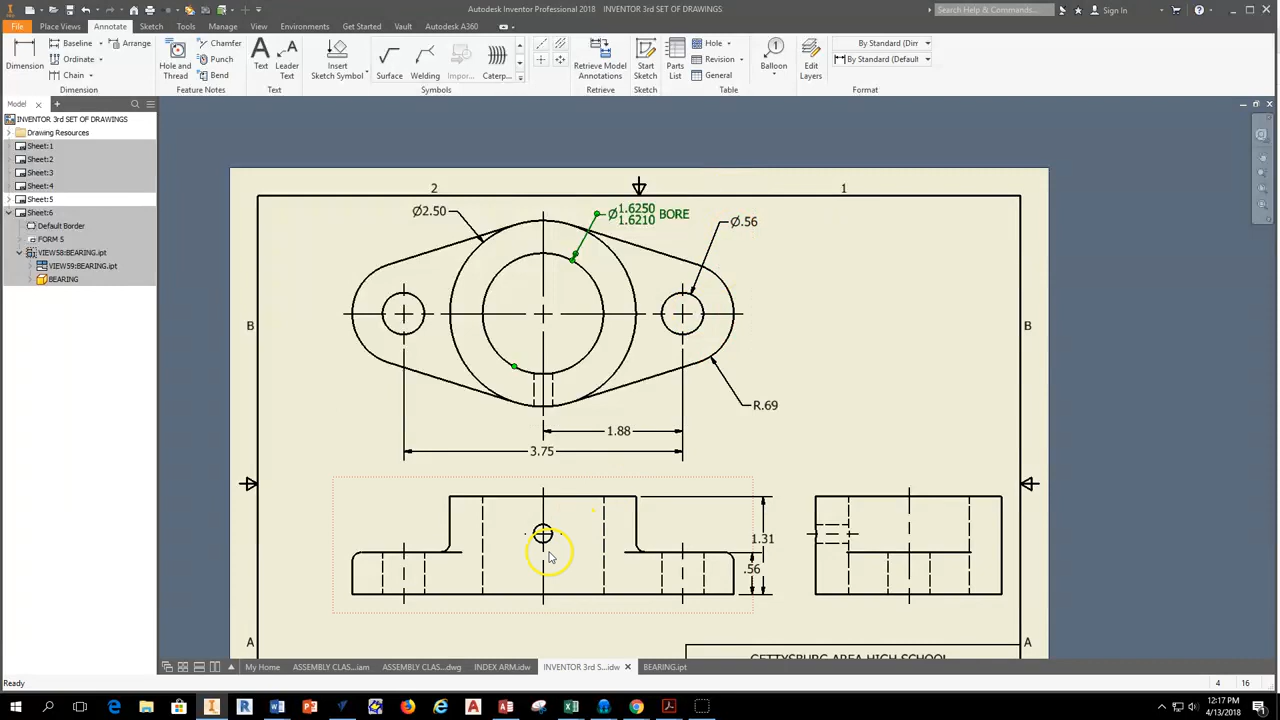 Autodesk Inventor Professional 2018 INVENTOR 3rd SET OF DRAWINGS
Search Help & Commands...
Sign In
File Place Views Annotate Sketch Tools Manage View Environments Get Started Vault Autodesk A360
Dimension
Baseline
Ordinate
Chain
Arrange
Dimension
Hole and Thread
Chamfer
Punch
Bend
Feature Notes
Text
Leader Text
Text
Insert Sketch Symbol
Surface
Welding
Impor...
Caterp...
Symbols
Retrieve Model Annotations
Retrieve
Start Sketch
Sketch
Parts List
Hole
Revision
General
Table
Balloon
Edit Layers
By Standard (Dim
By Standard (Default
Format
Model
INVENTOR 3rd SET OF DRAWINGS
Drawing Resources
Sheet:1
Sheet:2
Sheet:3
Sheet:4
Sheet:5
Sheet:6
Default Border
FORM 5
VIEW58:BEARING.ipt
VIEW59:BEARING.ipt
BEARING
2 1
Ø2.50
Ø1.6250
1.6210 BORE
Ø.56
B B
R.69
1.88
3.75
1.31
.56
A A
GETTYSBURG AREA HIGH SCHOOL
My Home ASSEMBLY CLAS...iam ASSEMBLY CLAS...dwg INDEX ARM.idw INVENTOR 3rd S...idw BEARING.ipt
Ready
4 16
12:17 PM
4/13/2018